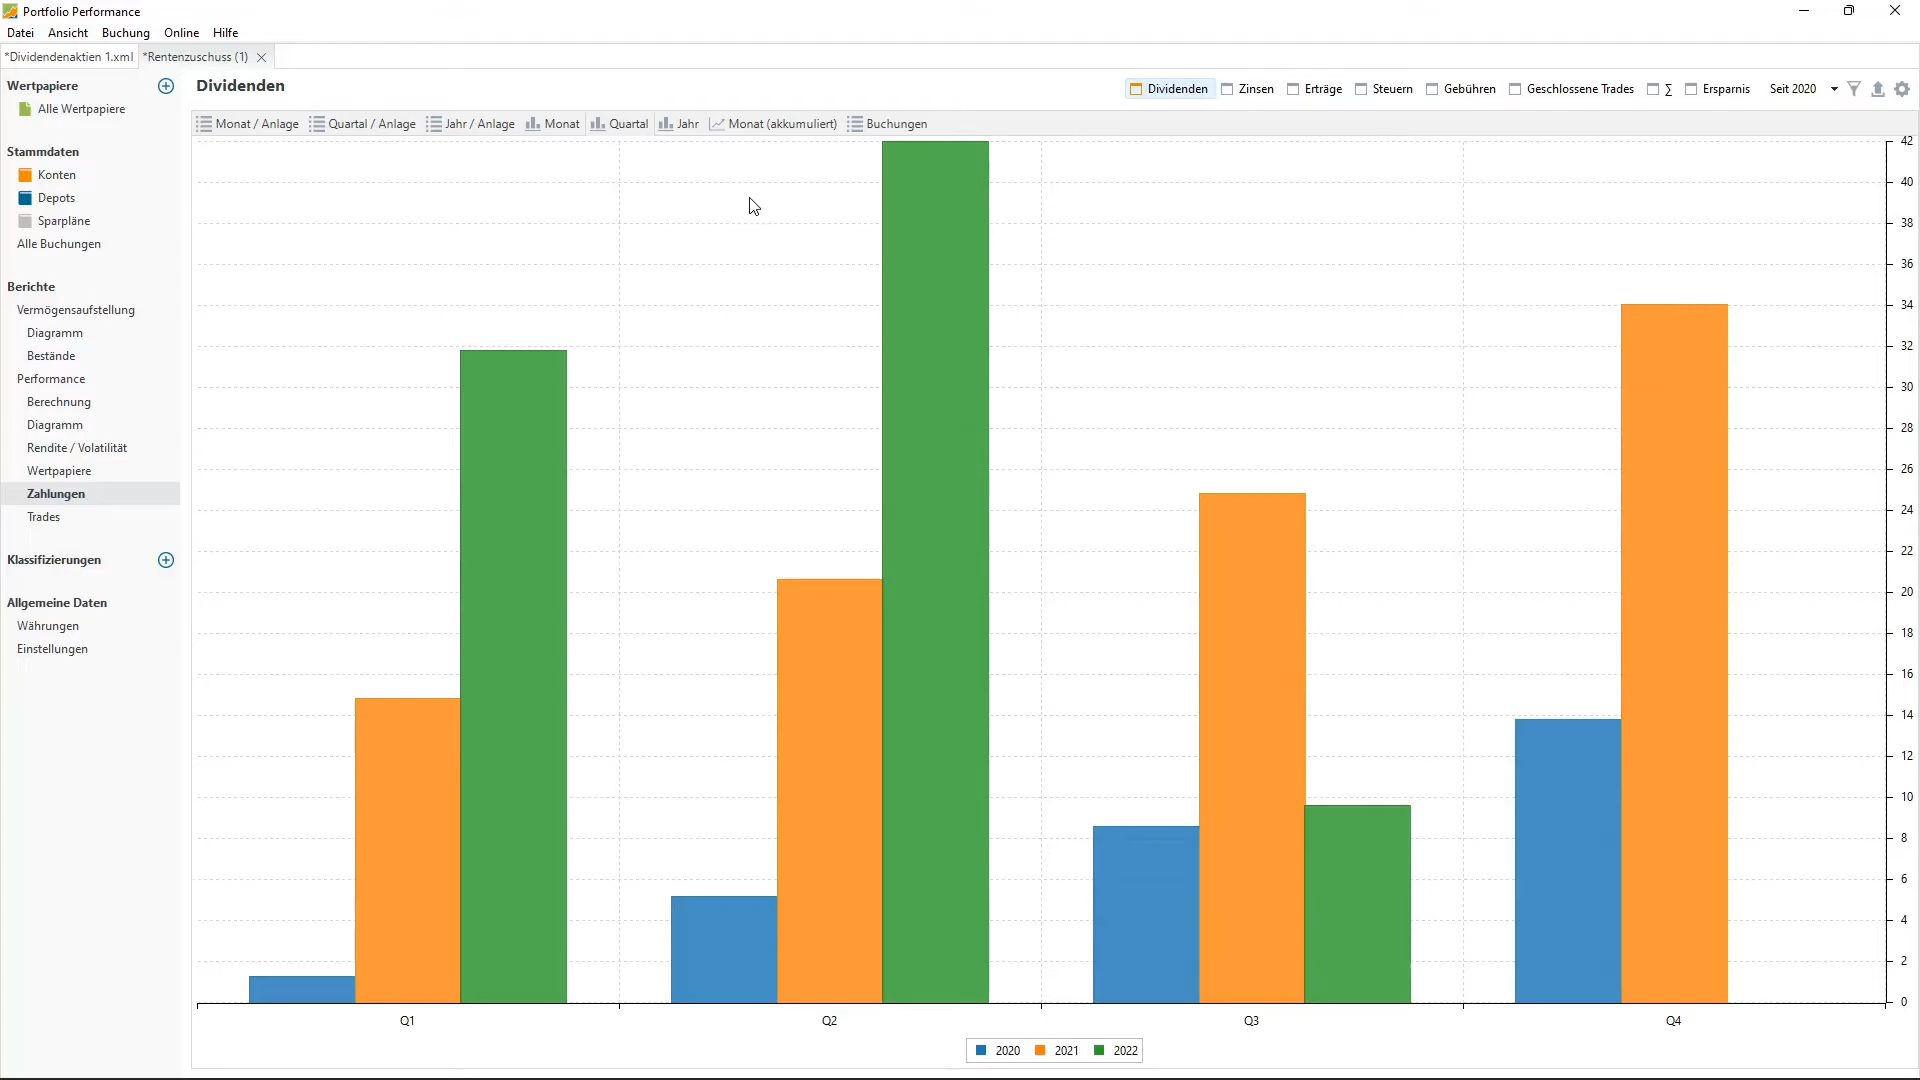 Portfolio Performance
Datei Ansicht Buchung Online Hilfe
*Dividendenaktien 1.xml *Rentenzuschuss (1)
Wertpapiere
Alle Wertpapiere
Stammdaten
Konten
Depots
Sparpläne
Alle Buchungen
Berichte
Vermögensaufstellung
Diagramm
Bestände
Performance
Berechnung
Diagramm
Rendite / Volatilität
Wertpapiere
Zahlungen
Trades
Klassifizierungen
Allgemeine Daten
Währungen
Einstellungen
Dividenden
Dividenden Zinsen Erträge Steuern Gebühren Geschlossene Trades ∑ Ersparnis Seit 2020
Monat / Anlage Quartal / Anlage Jahr / Anlage Monat Quartal Jahr Monat (akkumuliert) Buchungen
42
40
38
36
34
32
30
28
26
24
22
20
18
16
14
12
10
8
6
4
2
0
Q1 Q2 Q3 Q4
2020 2021 2022